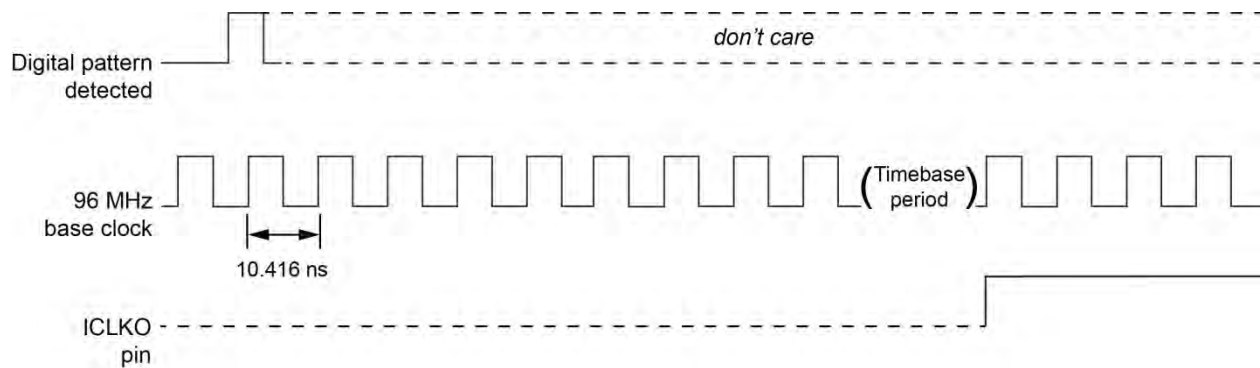 don't care
Digital pattern
detected
96 MHz
base clock
(Timebase
period)
10.416 ns
ICLKO
pin